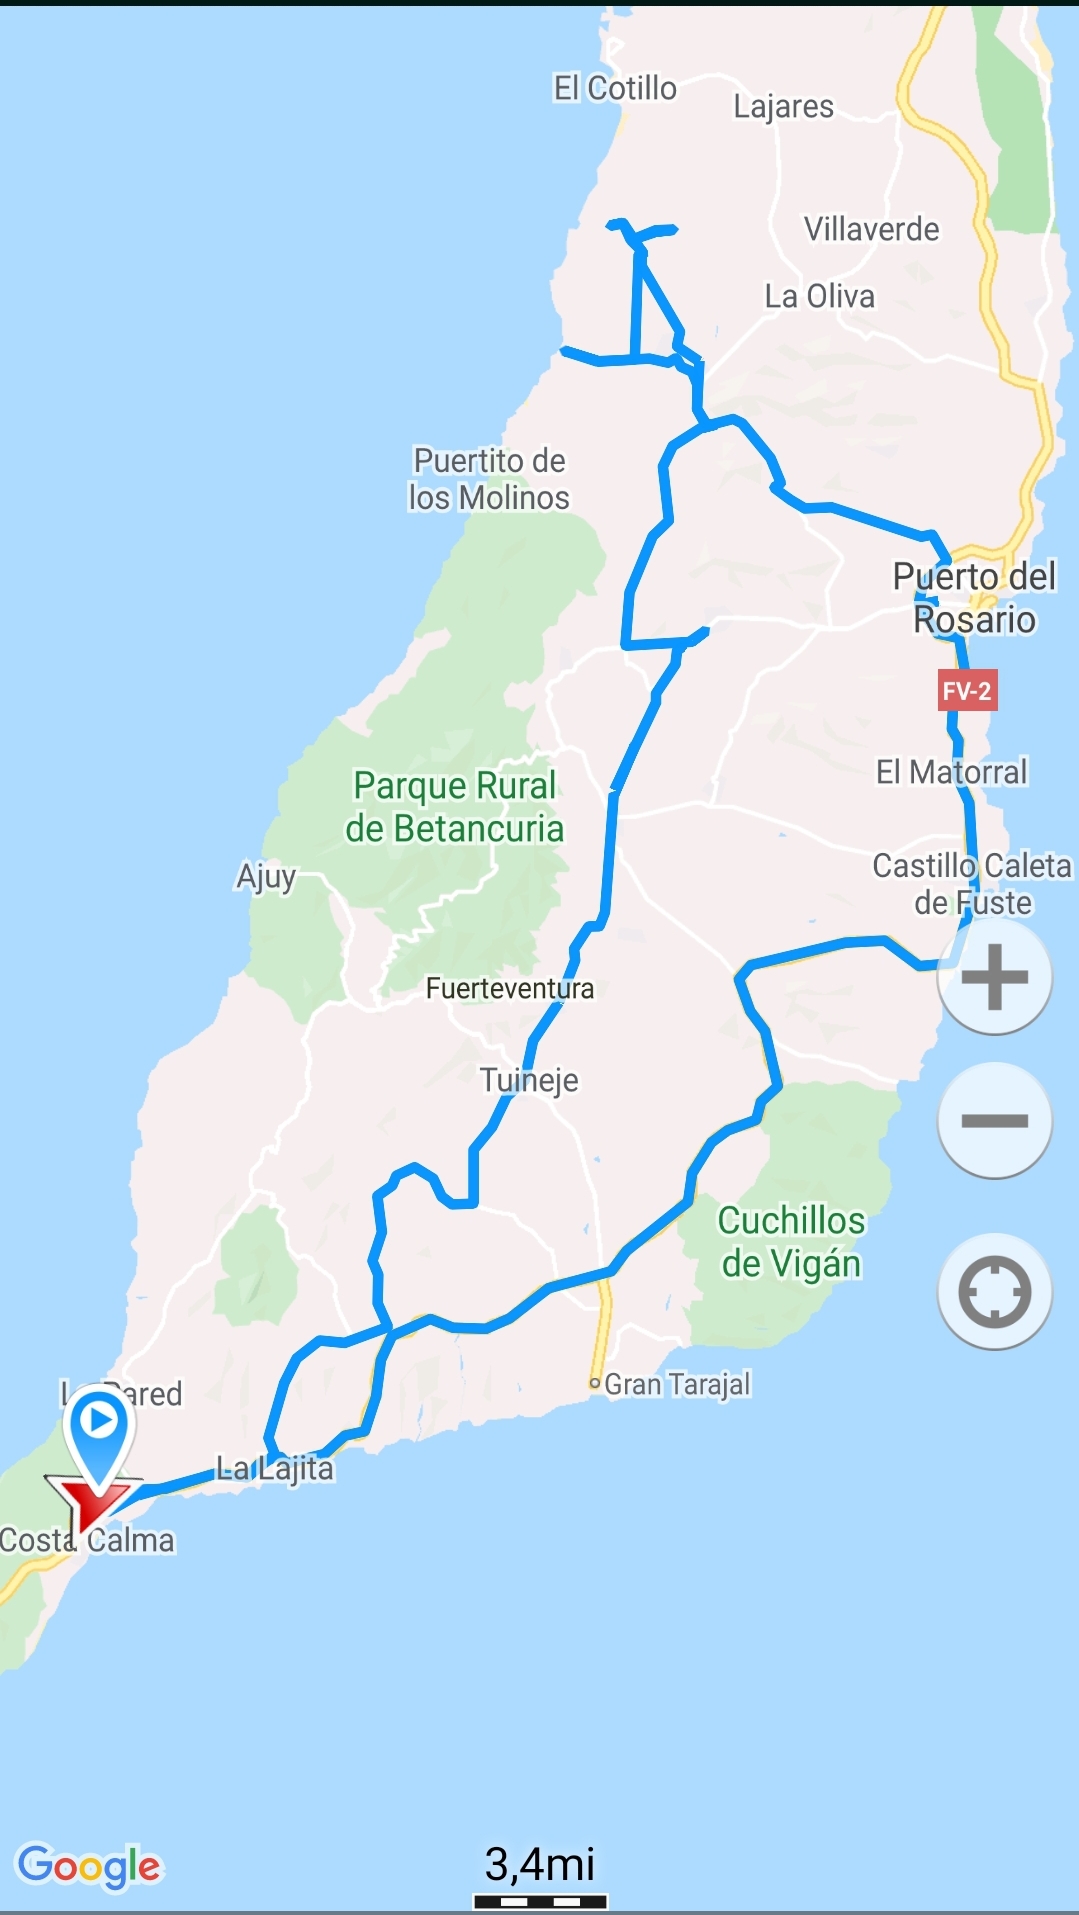 El Cotillo
Lajares
Villaverde
La Oliva
Puertito de
los Molinos
Puerto del
Rosario
FV-2
El Matorral
Parque Rural
de Betancuria
Castillo Caleta
de Fuste
Ajuy
Fuerteventura
Tuineje
Cuchillos
de Vigán
Gran Tarajal
La Pared
La Lajita
Costa Calma
Google
3,4mi